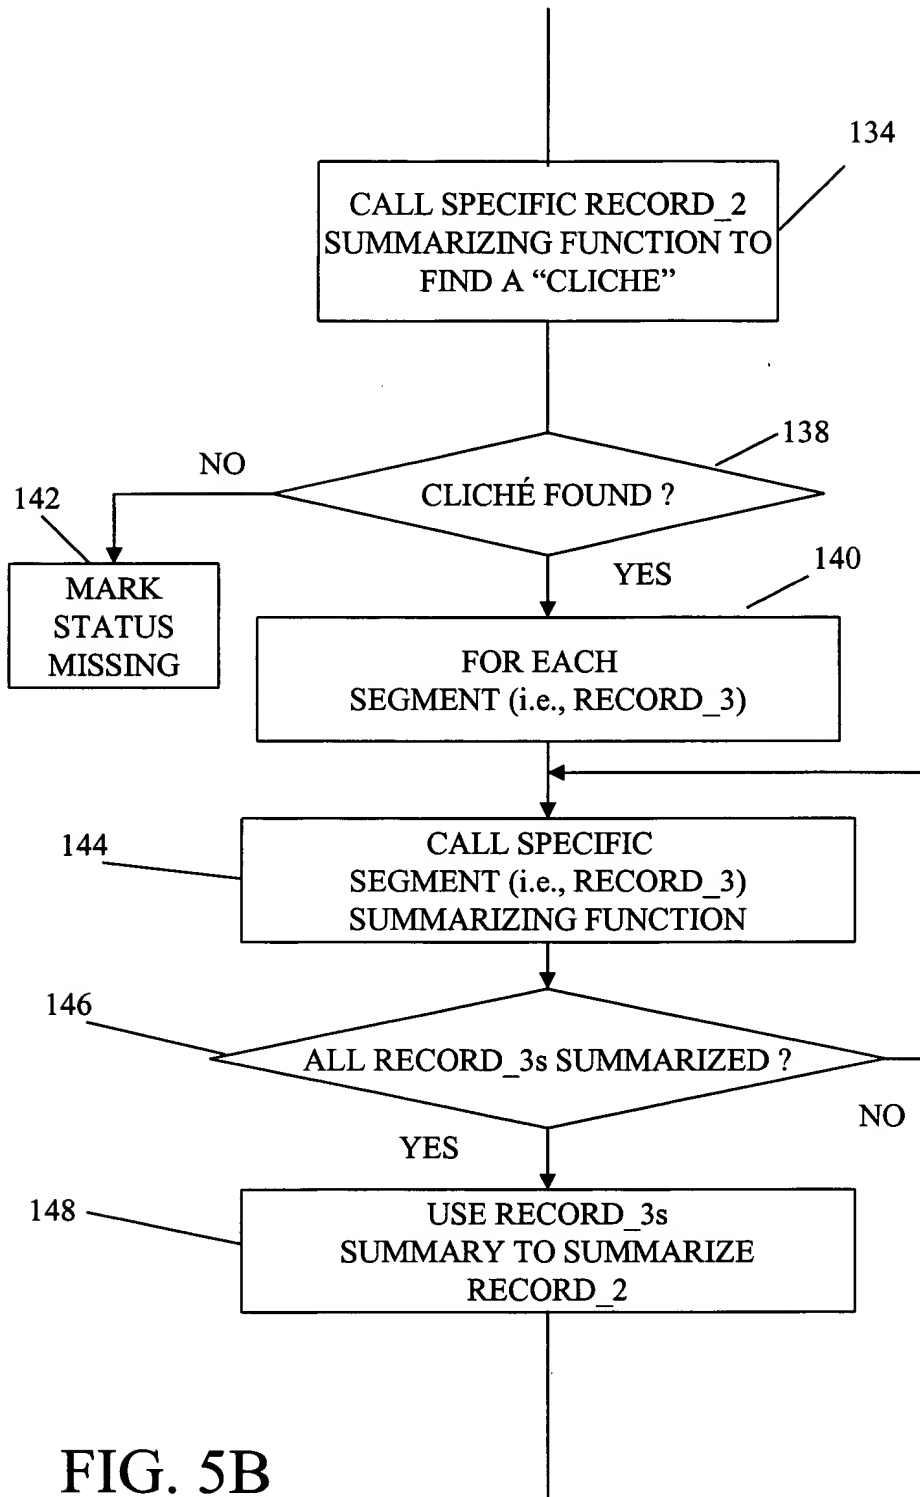 134
CALL SPECIFIC RECORD_2
SUMMARIZING FUNCTION TO
FIND A “CLICHE”
138
NO
CLICHÉ FOUND ?
142
YES
140
MARK
STATUS
MISSING
FOR EACH
SEGMENT (i.e., RECORD_3)
144
CALL SPECIFIC
SEGMENT (i.e., RECORD_3)
SUMMARIZING FUNCTION
146
ALL RECORD_3s SUMMARIZED ?
NO
YES
148
USE RECORD_3s
SUMMARY TO SUMMARIZE
RECORD_2
FIG. 5B